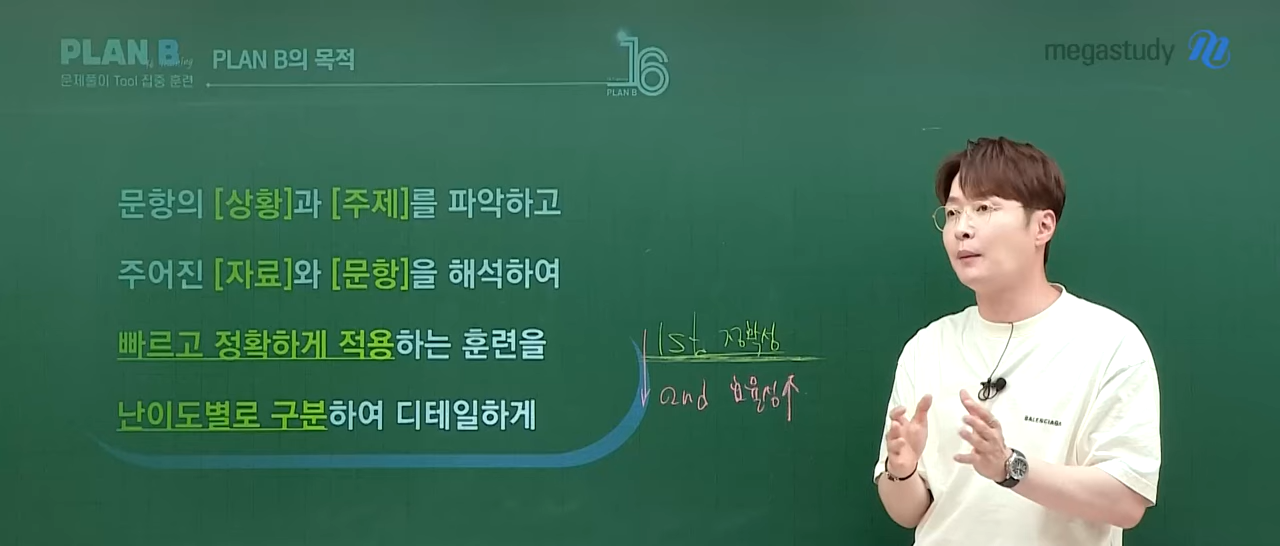 PLAN B
PLAN B의 목적
문제풀이 Tool 집중 훈련
16
PLAN B
megastudy
문항의 [상황]과 [주제]를 파악하고
주어진 [자료]와 [문항]을 해석하여
빠르고 정확하게 적용하는 훈련을
난이도별로 구분하여 디테일하게
1st. 정확성
2nd 효율성↑
BALENCIAGA